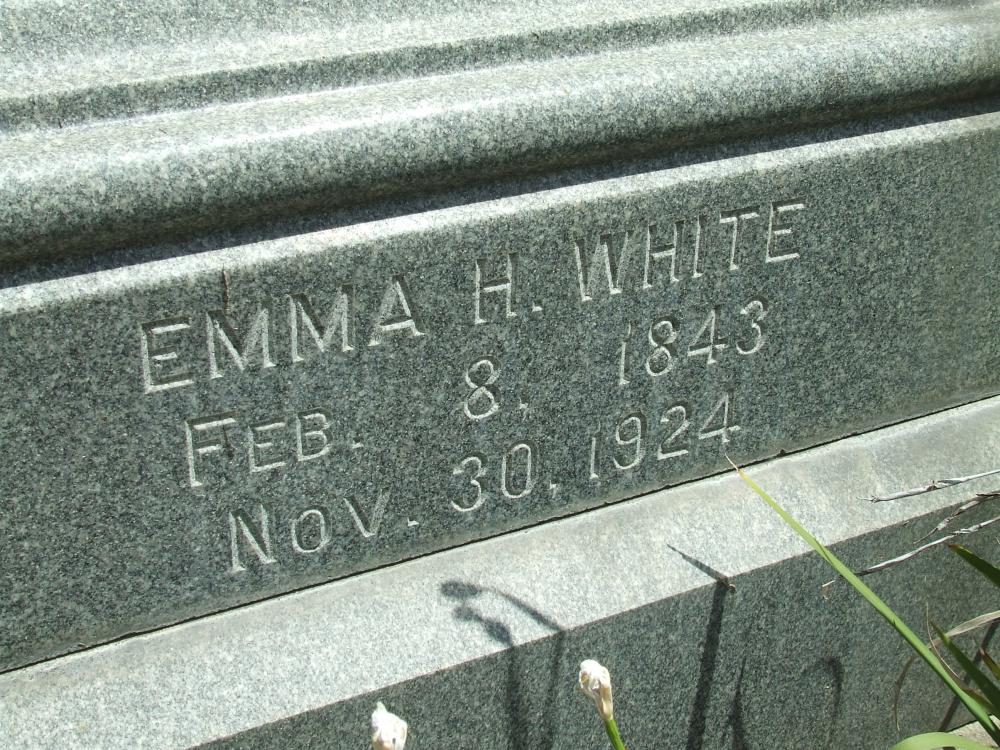 EMMA H. WHITE
FEB. 8, 1843
NOV. 30, 1924